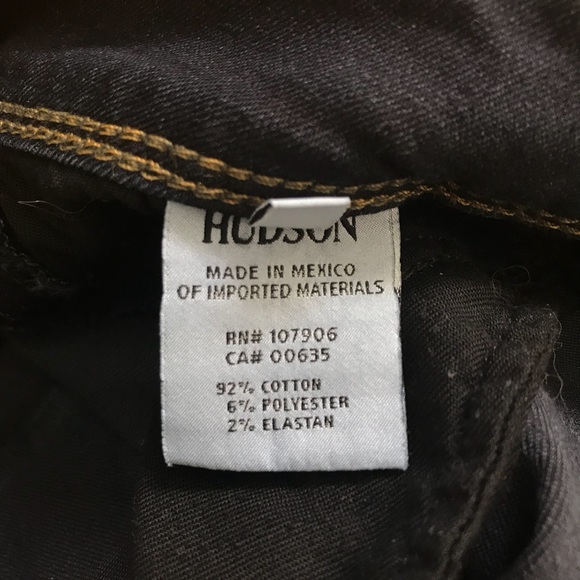 HUDSON
MADE IN MEXICO
OF IMPORTED MATERIALS
RN# 107906
CA# 00635
92% COTTON
6% POLYESTER
2% ELASTAN